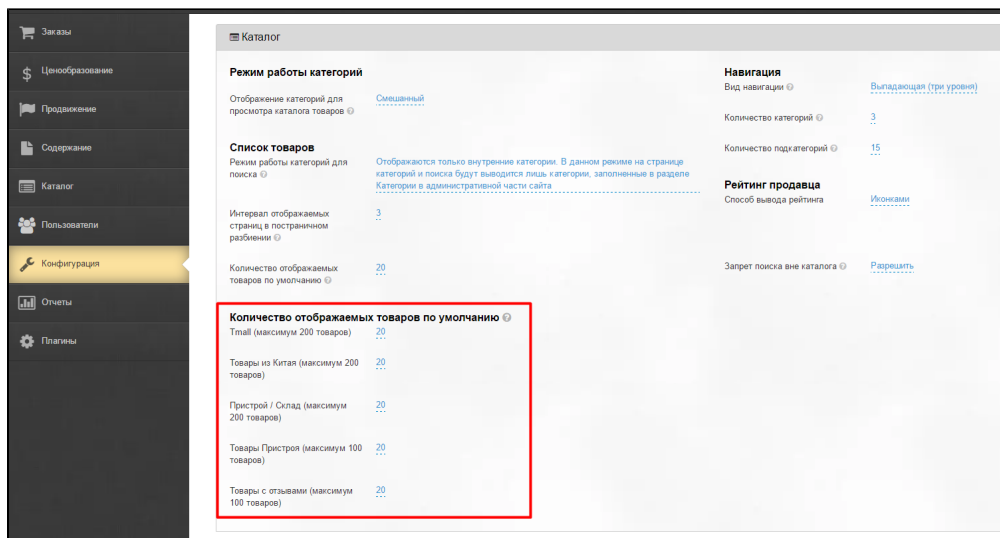 Заказы
Ценообразование
Продвижение
Содержание
Каталог
Пользователи
Конфигурация
Отчеты
Плагины
Каталог
Режим работы категорий
Отображение категорий для
просмотра каталога товаров
Смешанный
Список товаров
Режим работы категорий для
поиска
Отображаются только внутренние категории. В данном режиме на странице
категорий и поиска будут выводится лишь категории, заполненные в разделе
Категории в административной части сайта
Интервал отображаемых
страниц в постраничном
разбиении
3
Количество отображаемых
товаров по умолчанию
20
Количество отображаемых товаров по умолчанию
Tmall (максимум 200 товаров)
20
Товары из Китая (максимум 200
товаров)
20
Пристрой / Склад (максимум
200 товаров)
20
Товары Пристроя (максимум 100
товаров)
20
Товары с отзывами (максимум
100 товаров)
20
Навигация
Вид навигации
Выпадающая (три уровня)
Количество категорий
3
Количество подкатегорий
15
Рейтинг продавца
Способ вывода рейтинга
Иконками
Запрет поиска вне каталога
Разрешить